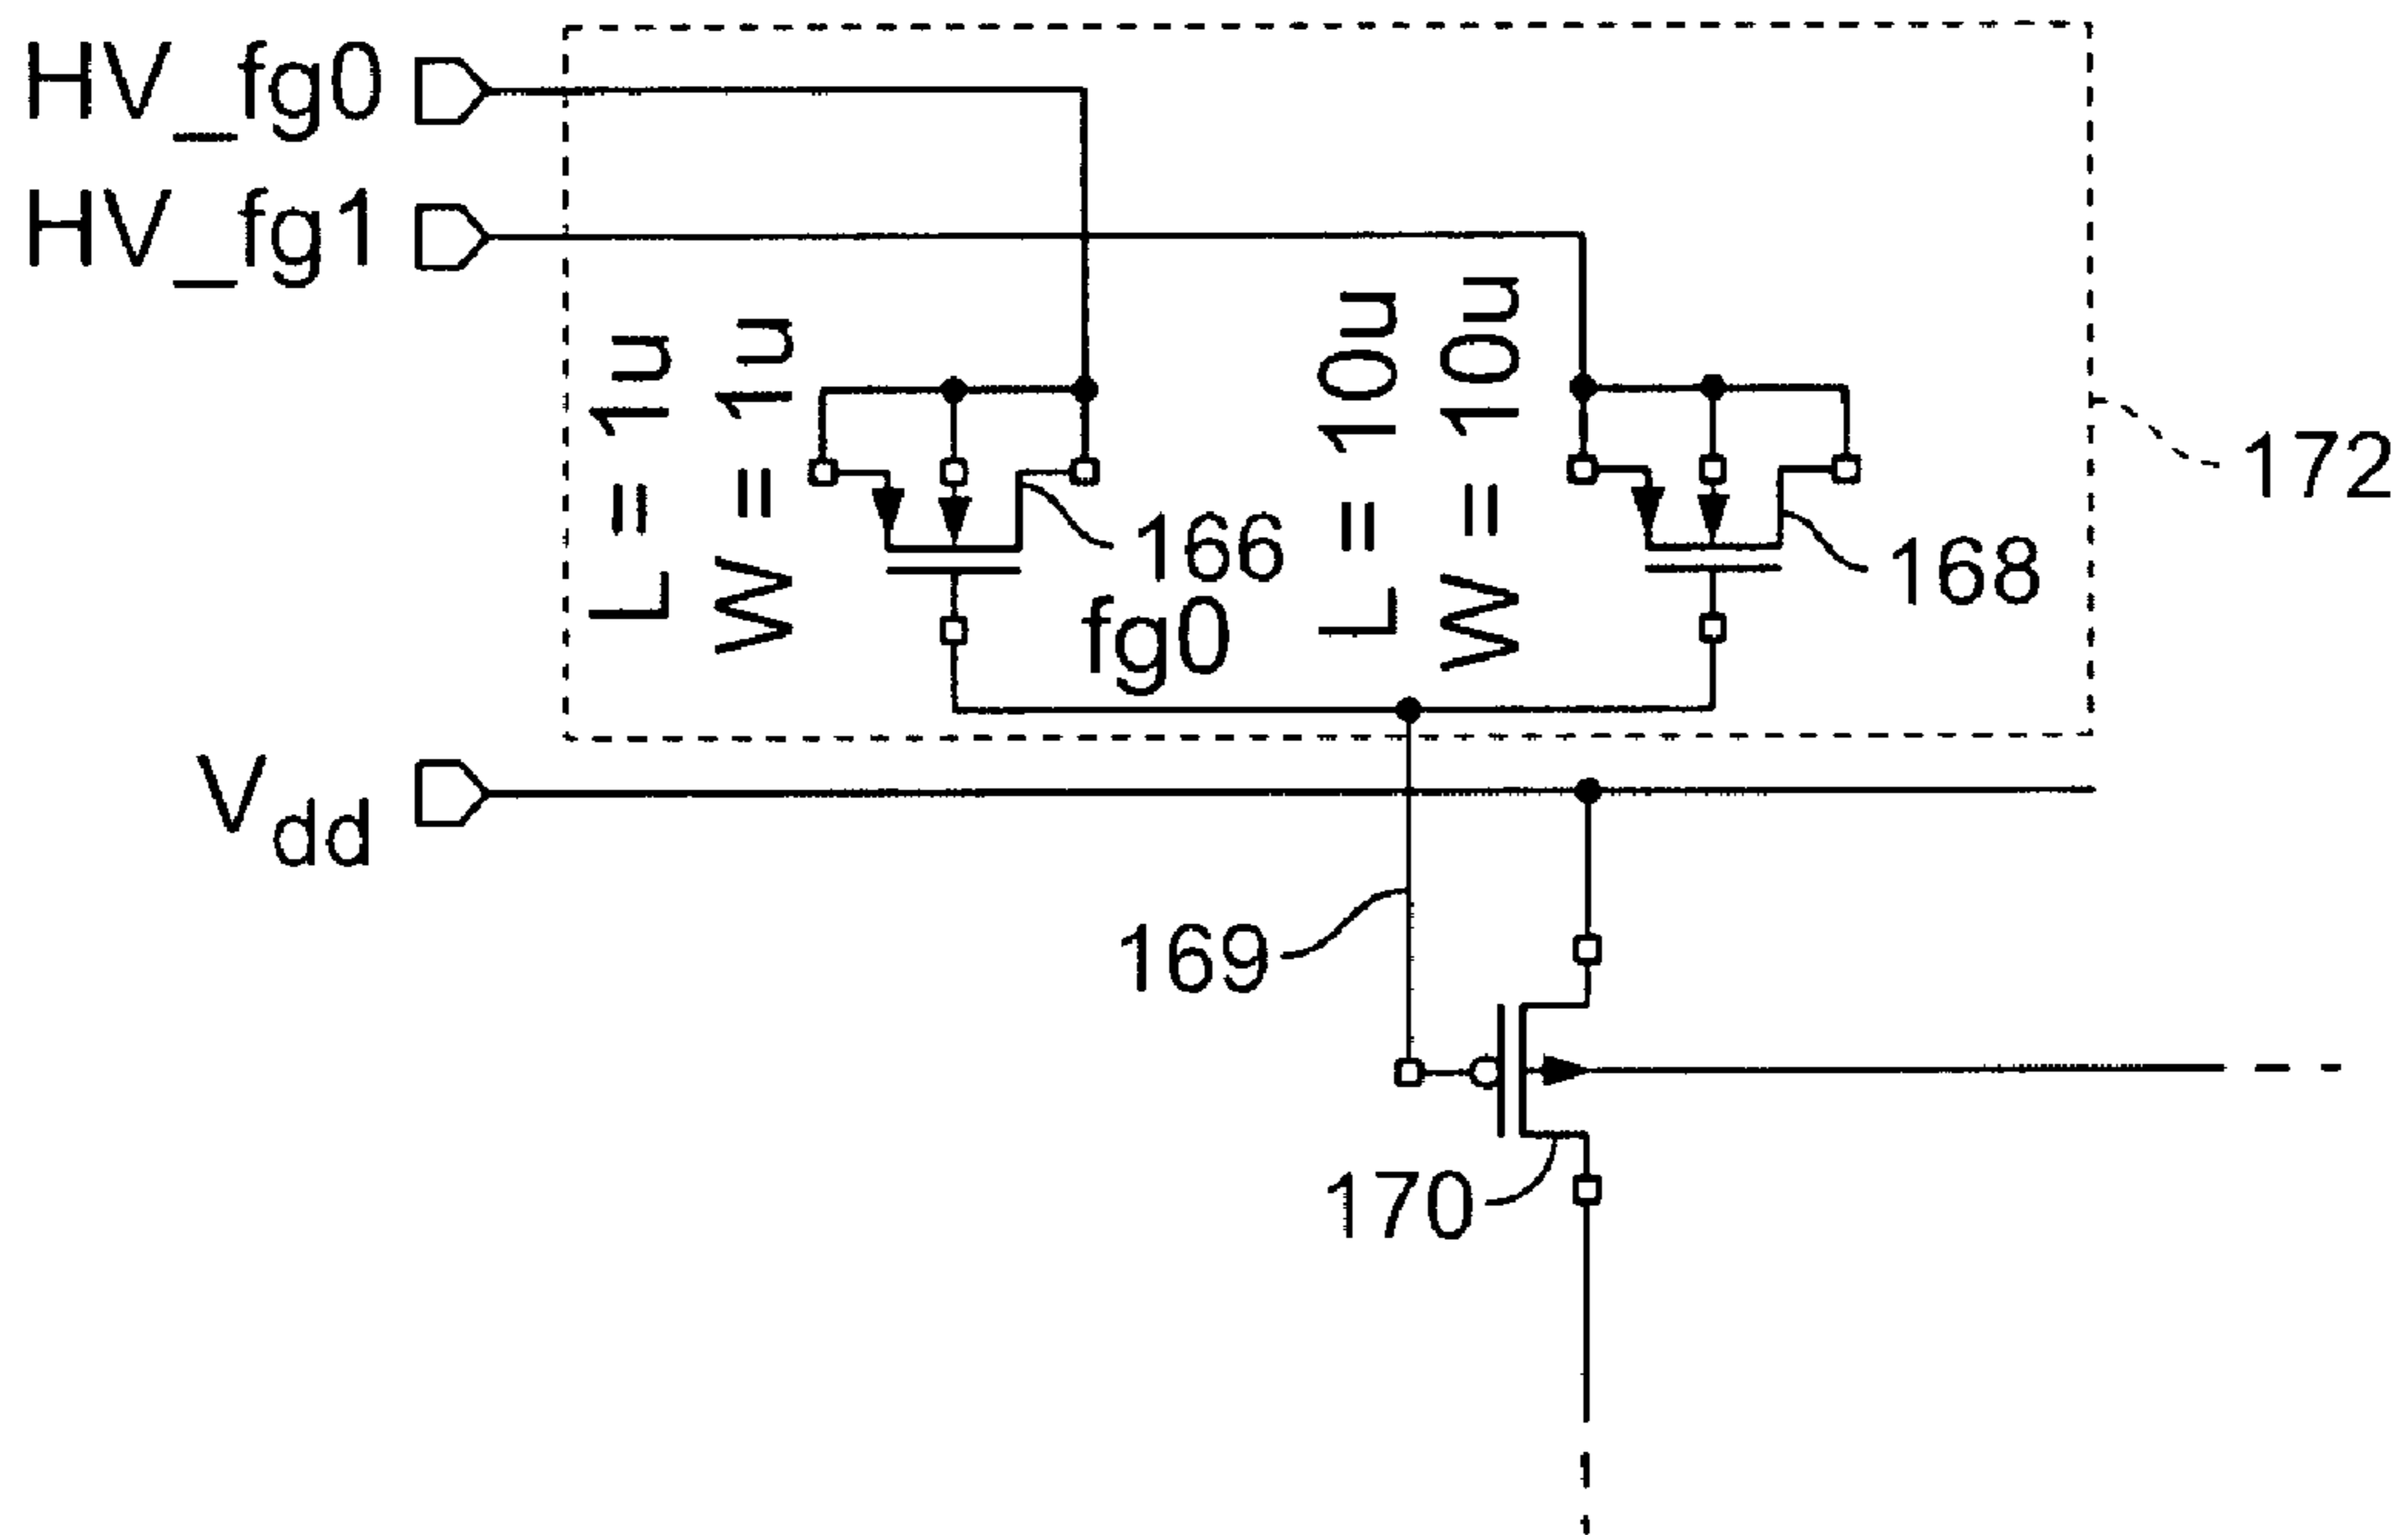 HV_fg0
HV_fg1
L = 1u
W = 1u
L = 10u
W = 10u
172
166
168
fg0
Vdd
169
170